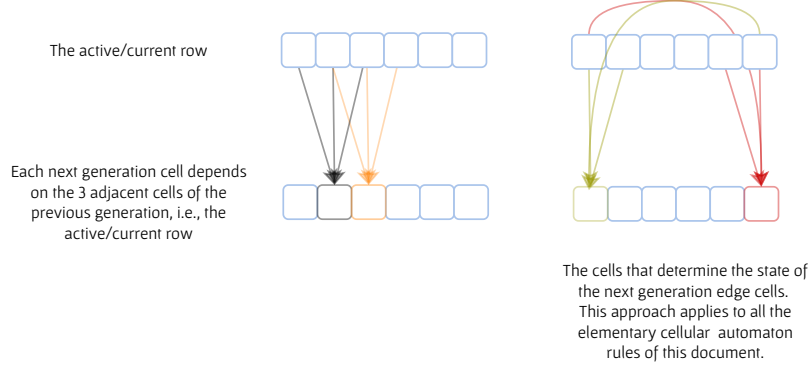 The active/current row
Each next generation cell depends
on the 3 adjacent cells of the
previous generation, i.e., the
active/current row
The cells that determine the state of
the next generation edge cells.
This approach applies to all the
elementary cellular automaton
rules of this document.